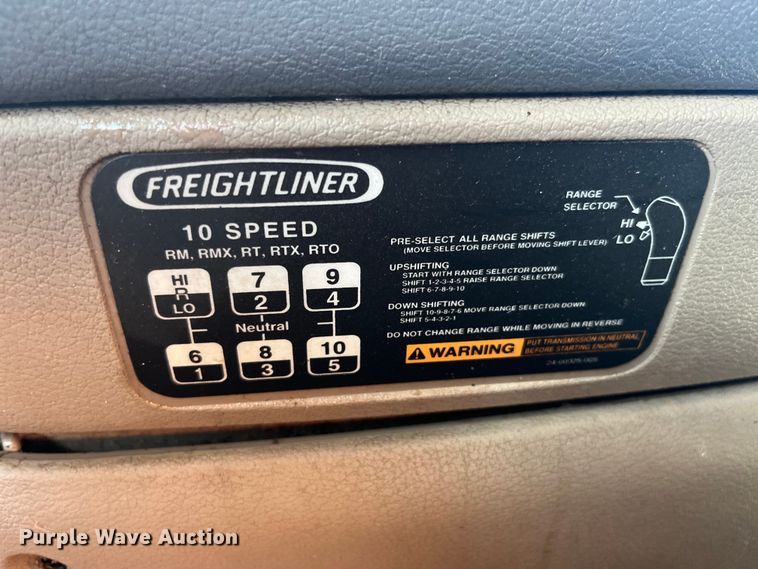 FREIGHTLINER
10 SPEED
RM, RMX, RT, RTX, RTO
HI
R
LO
7
2
9
4
Neutral
6
1
8
3
10
5
RANGE
SELECTOR
HI
LO
PRE-SELECT ALL RANGE SHIFTS
(MOVE SELECTOR BEFORE MOVING SHIFT LEVER)
UPSHIFTING
START WITH RANGE SELECTOR DOWN
SHIFT 1-2-3-4-5 RAISE RANGE SELECTOR
SHIFT 6-7-8-9-10
DOWN SHIFTING
SHIFT 10-9-8-7-6 MOVE RANGE SELECTOR DOWN
SHIFT 5-4-3-2-1
DO NOT CHANGE RANGE WHILE MOVING IN REVERSE
WARNING
PUT TRANSMISSION IN NEUTRAL
BEFORE STARTING ENGINE
Purple Wave Auction
Purple Wave Auction